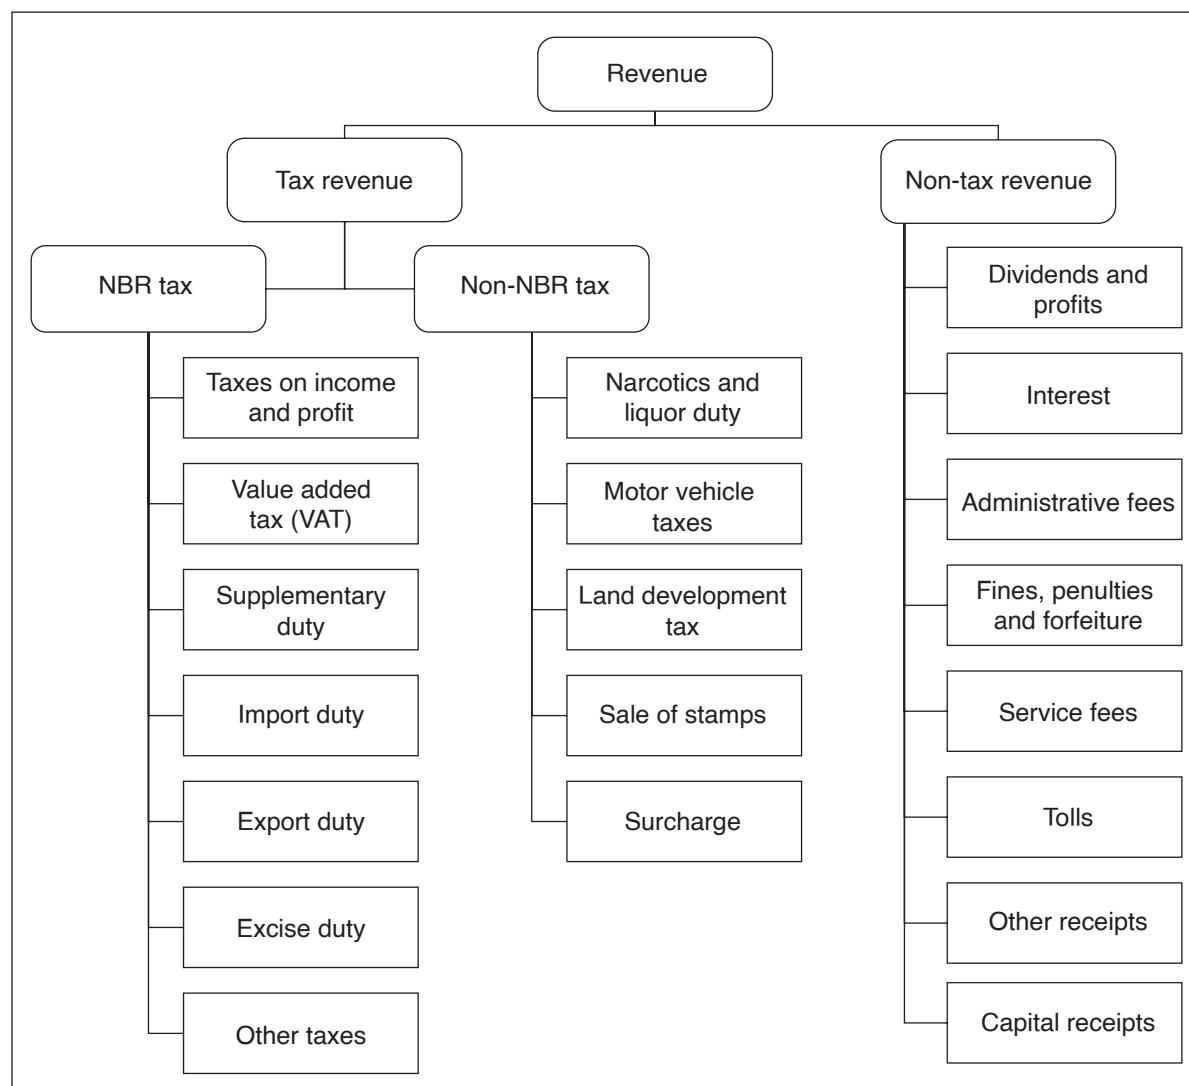 Revenue
Tax revenue
Non-tax revenue
NBR tax
Non-NBR tax
Taxes on income
and profit
Value added
tax (VAT)
Supplementary
duty
Import duty
Export duty
Excise duty
Other taxes
Narcotics and
liquor duty
Motor vehicle
taxes
Land development
tax
Sale of stamps
Surcharge
Dividends and
profits
Interest
Administrative fees
Fines, penulties
and forfeiture
Service fees
Tolls
Other receipts
Capital receipts